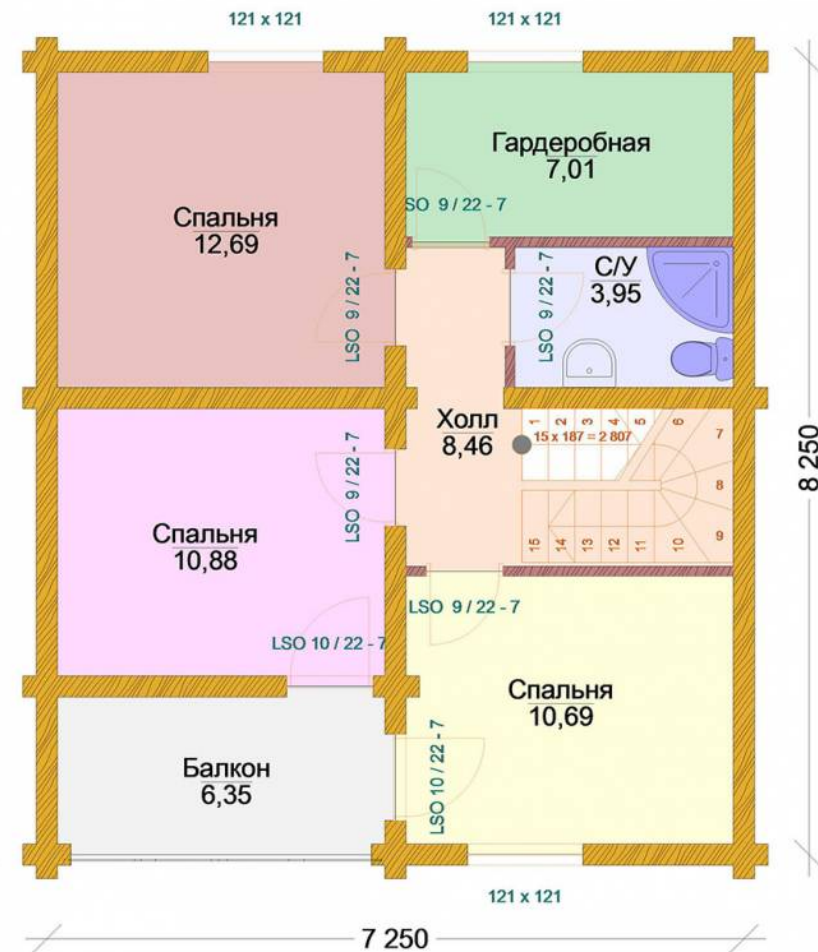 121 x 121
121 x 121
Гардеробная
7,01
SO 9 / 22 - 7
Спальня
12,69
LSO 9 / 22 - 7
LSO 9 / 22 - 7
С/У
3,95
Холл
8,46
1
2
3
4
5
6
7
8
9
10
11
12
13
14
15
15 x 187 = 2 807
LSO 9 / 22 - 7
Спальня
10,88
LSO 10 / 22 - 7
LSO 9 / 22 - 7
Спальня
10,69
Балкон
6,35
LSO 10 / 22 - 7
121 x 121
8 250
7 250